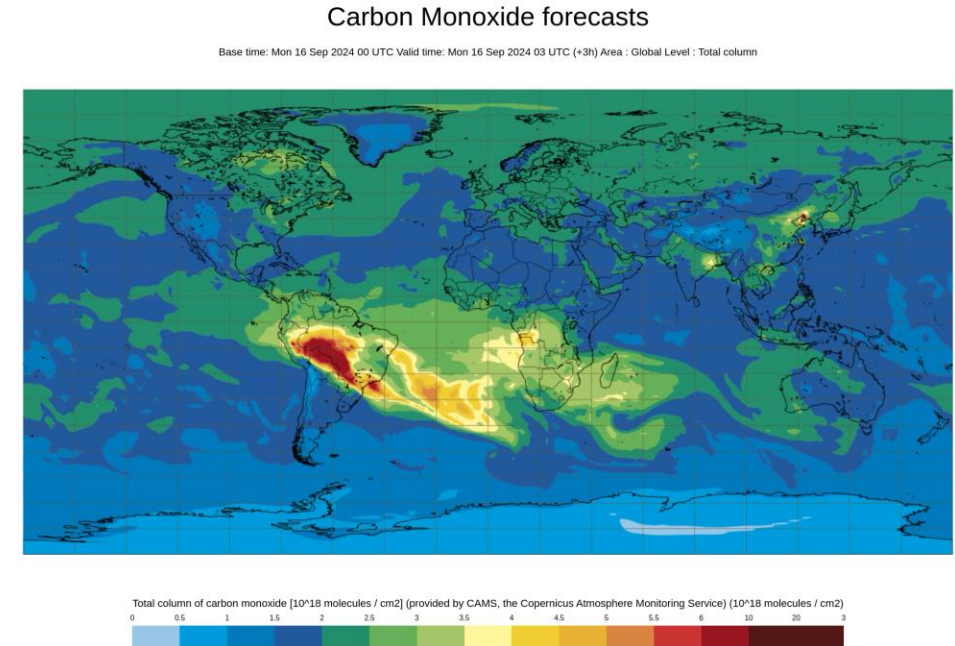 Carbon Monoxide forecasts
Base time: Mon 16 Sep 2024 00 UTC Valid time: Mon 16 Sep 2024 03 UTC (+3h) Area : Global Level : Total column
Total column of carbon monoxide [10^18 molecules / cm2] (provided by CAMS, the Copernicus Atmosphere Monitoring Service) (10^18 molecules / cm2)
0 0.5 1 1.5 2 2.5 3 3.5 4 4.5 5 5.5 6 10 20 3